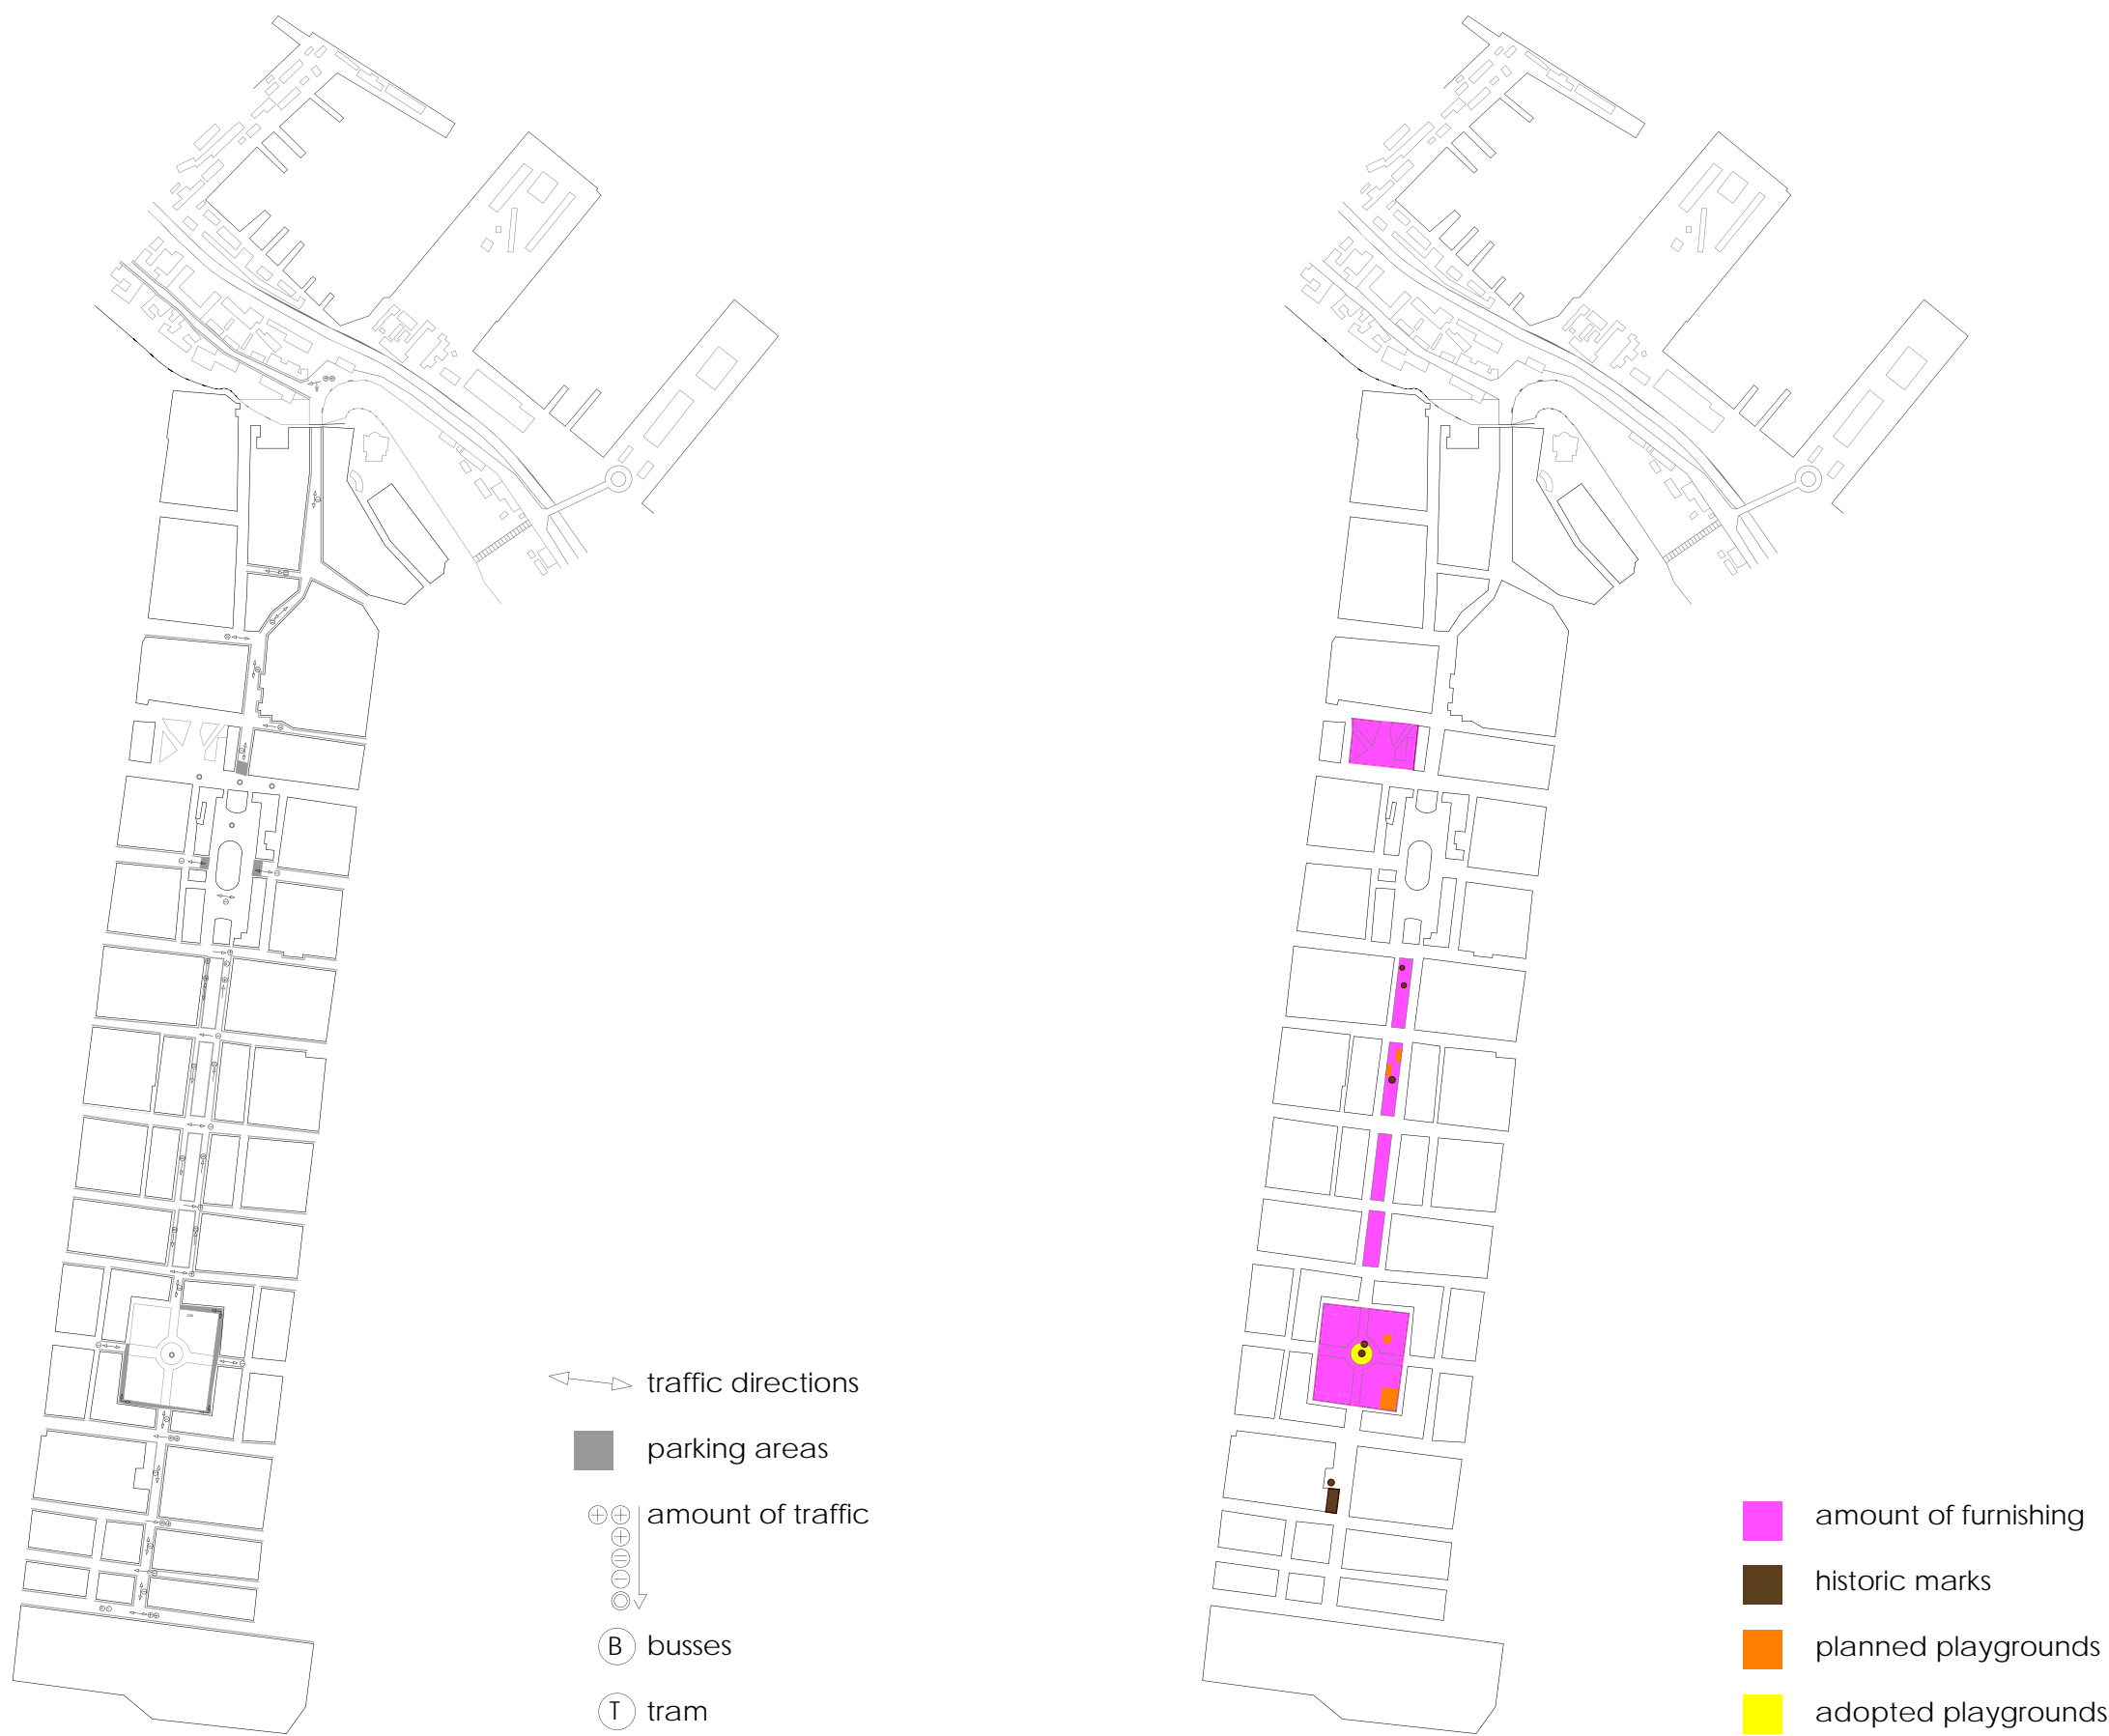 traffic directions
parking areas
amount of traffic
B busses
T tram
amount of furnishing
historic marks
planned playgrounds
adopted playgrounds